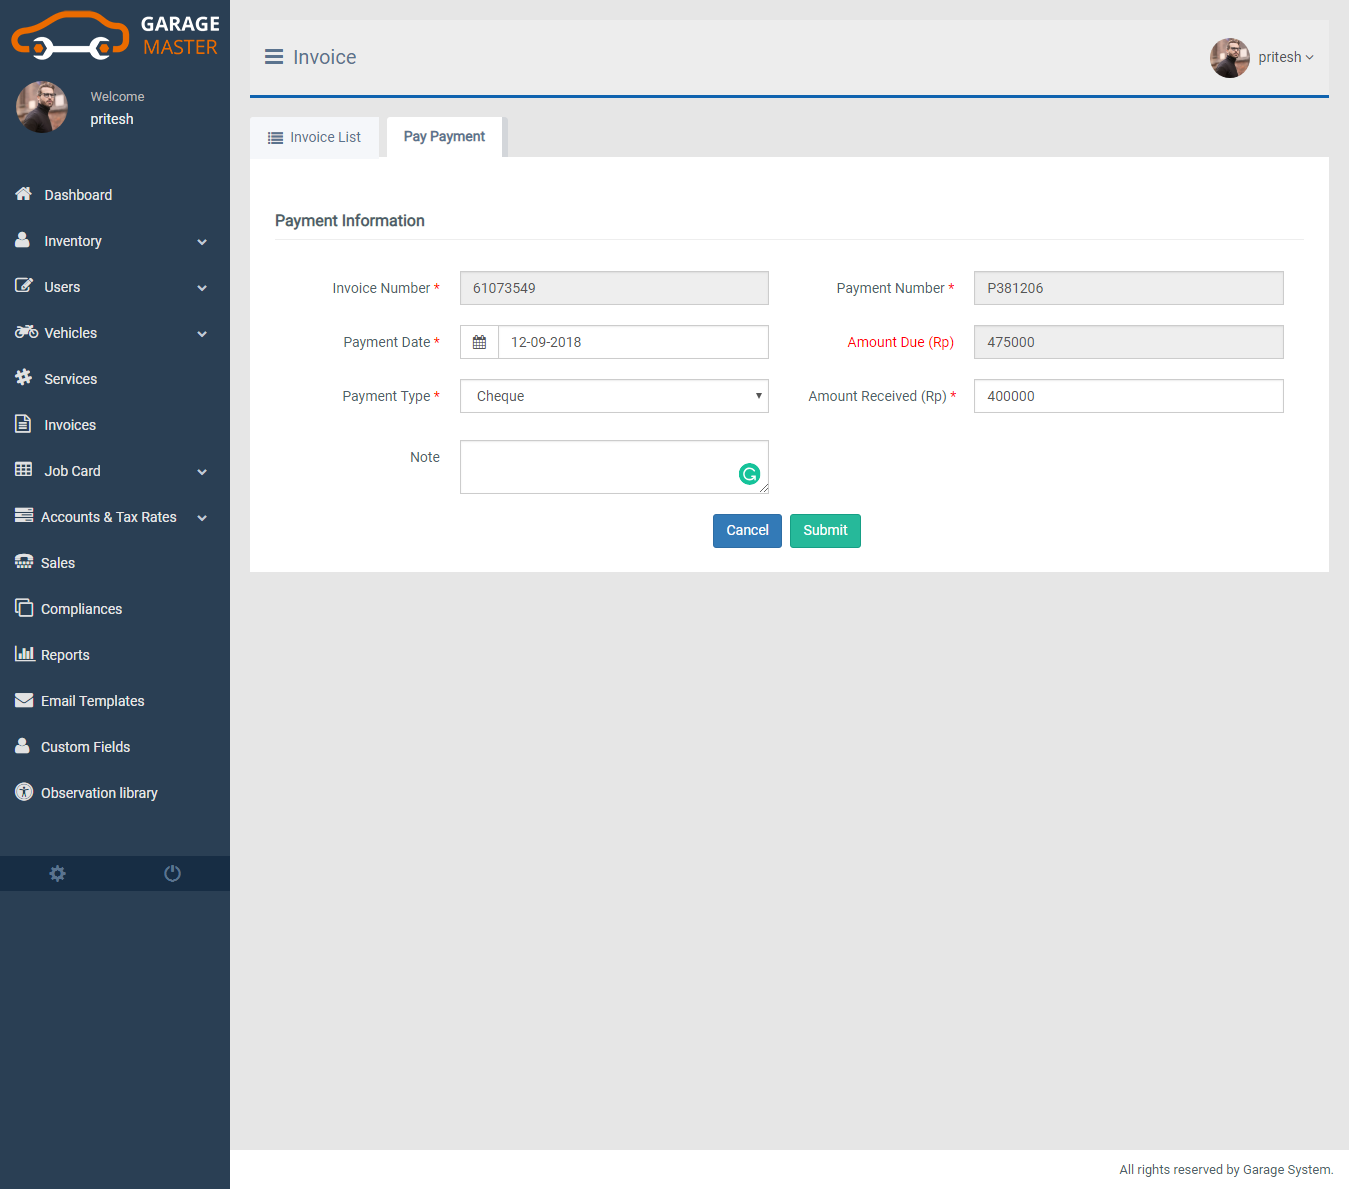 GARAGE
MASTER
Welcome
pritesh
Dashboard
Inventory
Users
Vehicles
Services
Invoices
Job Card
Accounts & Tax Rates
Sales
Compliances
Reports
Email Templates
Custom Fields
Observation library
Invoice
pritesh
Invoice List
Pay Payment
Payment Information
Invoice Number * 61073549
Payment Number * P381206
Payment Date * 12-09-2018
Amount Due (Rp) 475000
Payment Type * Cheque
Amount Received (Rp) * 400000
Note
Cancel Submit
All rights reserved by Garage System.